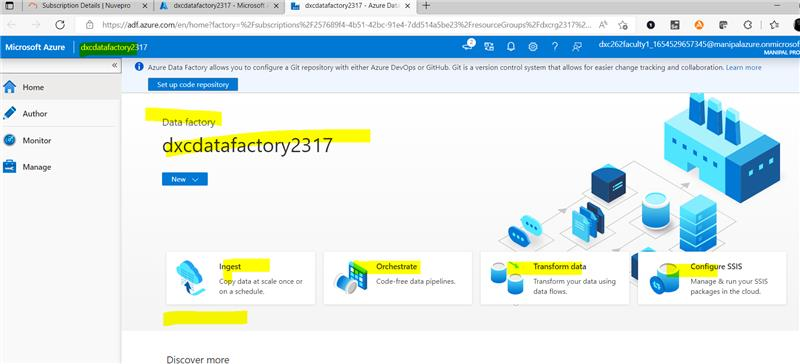 Subscription Details | Nuvepro
dxcdatafactory2317 - Microsoft
dxcdatafactory2317 - Azure Data
https://adf.azure.com/en/home?factory=%2Fsubscriptions%2F257689f4-4b51-42bc-91e4-7dd514a5be23%2FresourceGroups%2Fdxcrg2317%2...
Microsoft Azure
dxcdatafactory2317
2
dxc262faculty1_1654529657345@manipalazure.onmicrosof
MANIPAL PRO
Home
Author
Monitor
Manage
Azure Data Factory allows you to configure a Git repository with either Azure DevOps or GitHub. Git is a version control system that allows for easier change tracking and collaboration. Learn more
Set up code repository
Data factory
dxcdatafactory2317
New
Ingest
Copy data at scale once or
on a schedule.
Orchestrate
Code-free data pipelines.
Transform data
Transform your data using
data flows.
Configure SSIS
Manage & run your SSIS
packages in the cloud.
Discover more